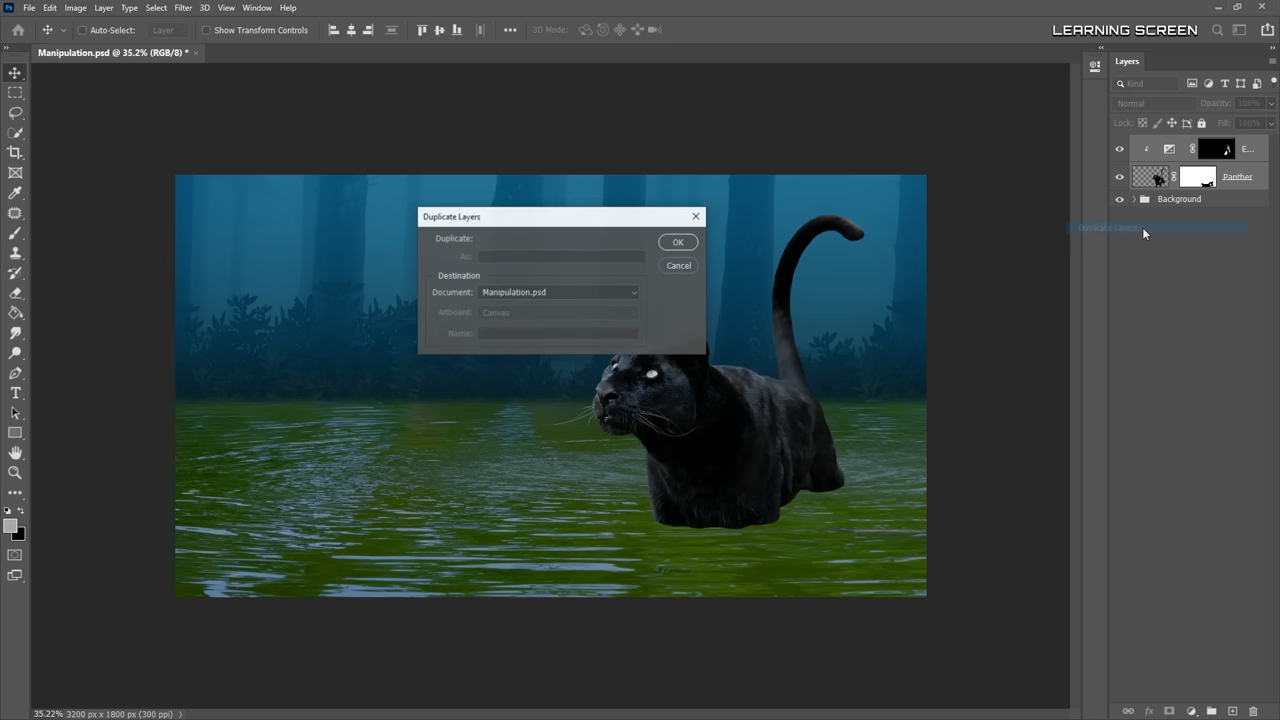 Ps File Edit Image Layer Type Select Filter 3D View Window Help
Auto-Select: Layer Show Transform Controls 3D Mode: LEARNING SCREEN
Manipulation.psd @ 35.2% (RGB/8) *
Layers
Kind
Normal Opacity: 100%
Lock: Fill: 100%
E...
Panther
Background
Duplicate Layers...
Duplicate Layers
Duplicate:
As:
OK
Cancel
Destination
Document: Manipulation.psd
Artboard: Canvas
Name:
35.22% 3200 px x 1800 px (300 ppi)